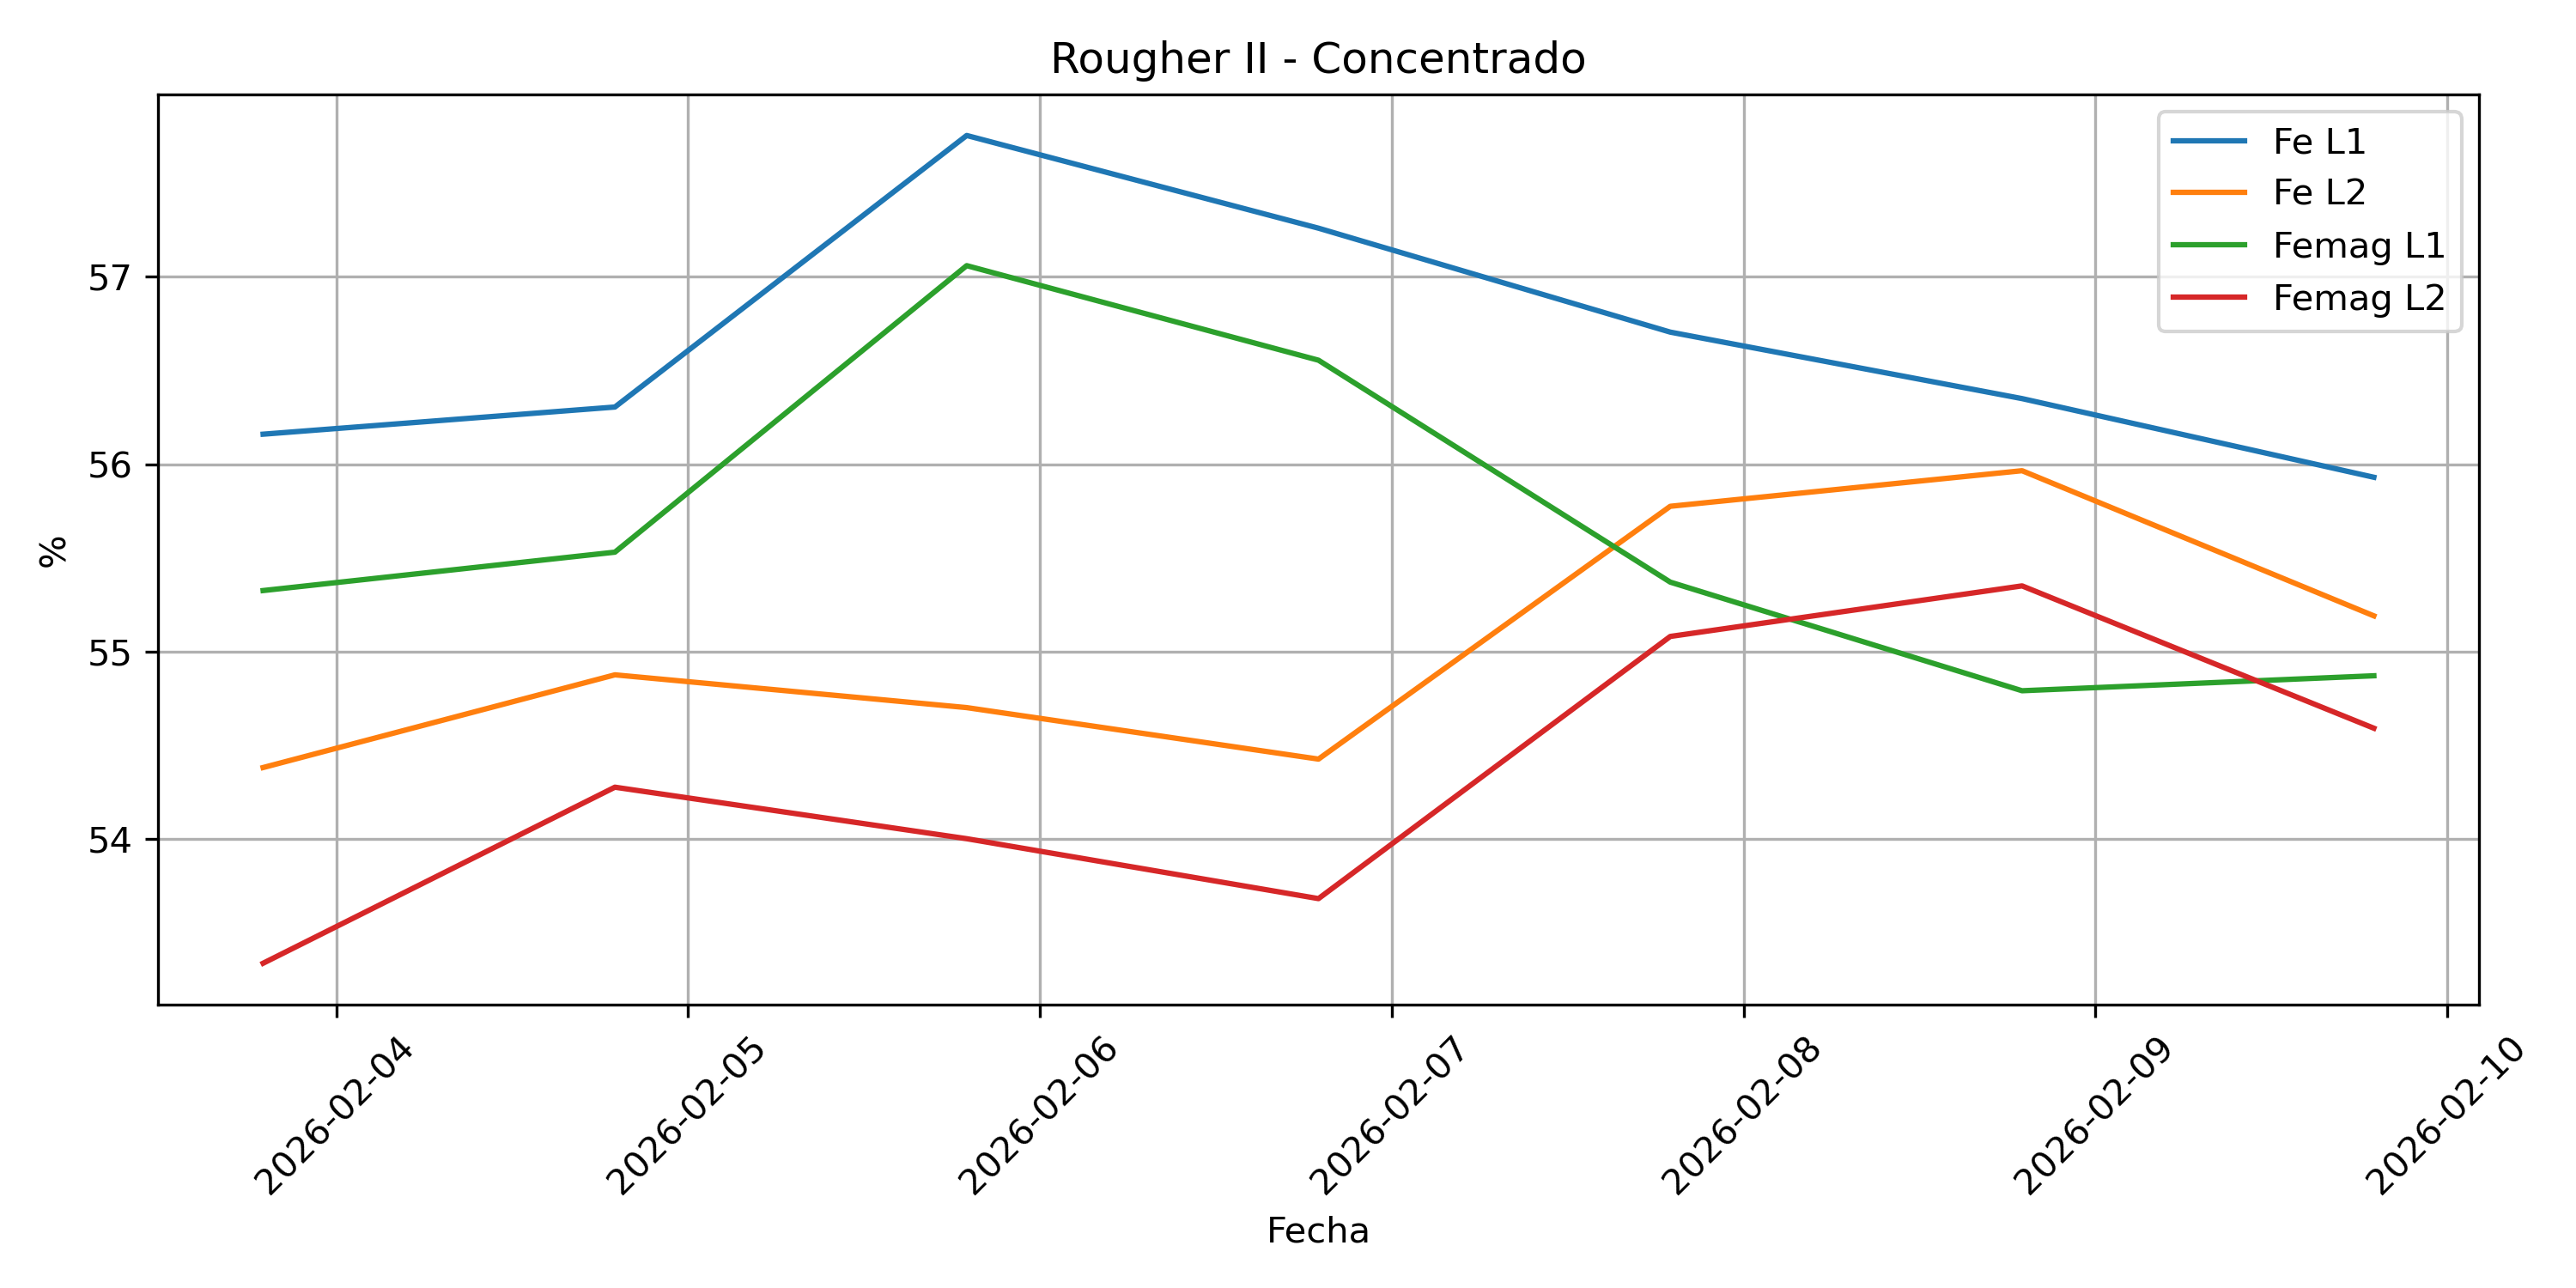 Rougher II - Concentrado
Fe L1
Fe L2
Femag L1
Femag L2
57
56
55
54
%
2026-02-04
2026-02-05
2026-02-06
2026-02-07
2026-02-08
2026-02-09
2026-02-10
Fecha